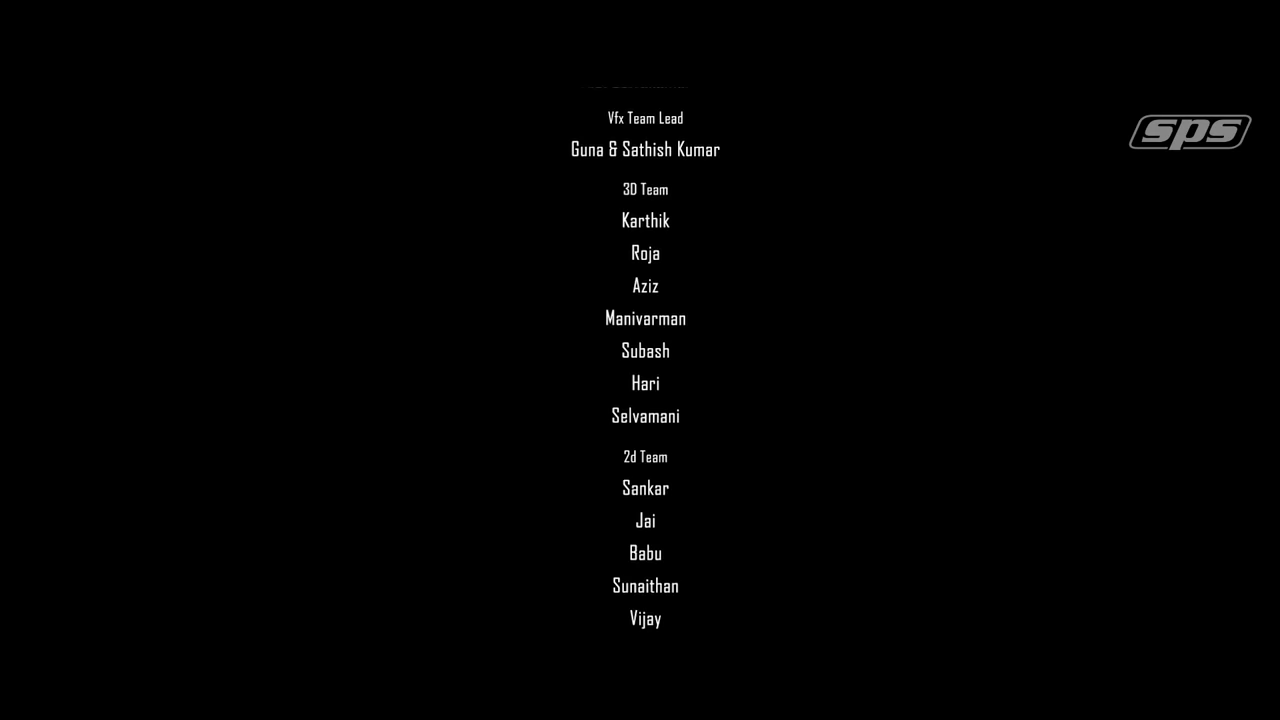 Vfx Team Lead
Guna & Sathish Kumar
sps
3D Team
Karthik
Roja
Aziz
Manivarman
Subash
Hari
Selvamani
2d Team
Sankar
Jai
Babu
Sunaithan
Vijay